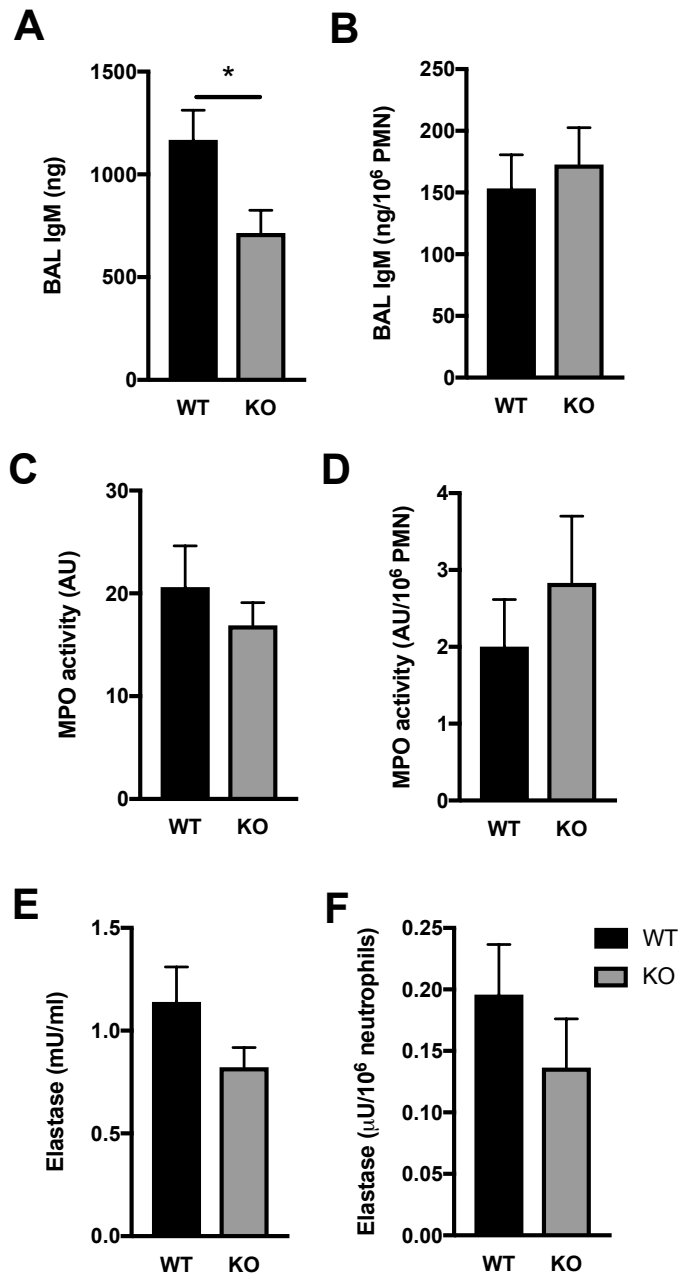 A
BAL IgM (ng)
1500
1000
500
0
*
WT KO
B
BAL IgM (ng/10⁶ PMN)
250
200
150
100
50
0
WT KO
C
MPO activity (AU)
30
20
10
0
WT KO
D
MPO activity (AU/10⁶ PMN)
4
3
2
1
0
WT KO
E
Elastase (mU/ml)
1.5
1.0
0.5
0.0
WT KO
F
Elastase (μU/10⁶ neutrophils)
0.25
0.20
0.15
0.10
0.05
0.00
WT KO
WT
KO